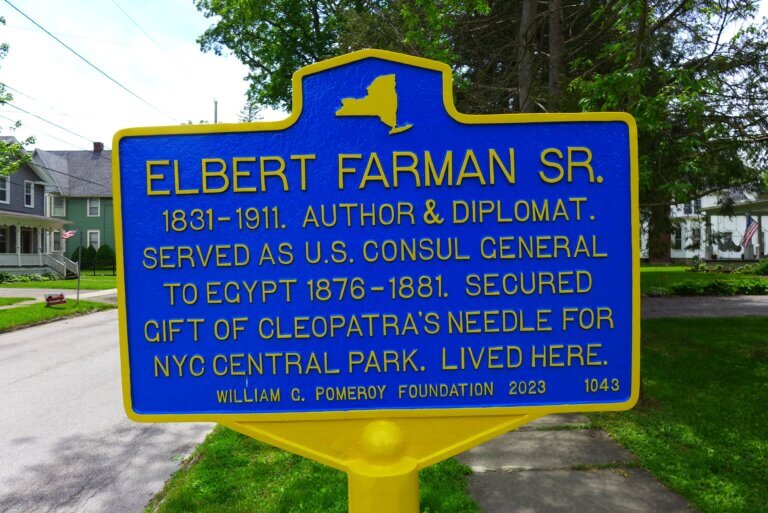 ELBERT FARMAN SR.
1831-1911. AUTHOR & DIPLOMAT.
SERVED AS U.S. CONSUL GENERAL
TO EGYPT 1876-1881. SECURED
GIFT OF CLEOPATRA'S NEEDLE FOR
NYC CENTRAL PARK. LIVED HERE.
WILLIAM G. POMEROY FOUNDATION 2023 1043